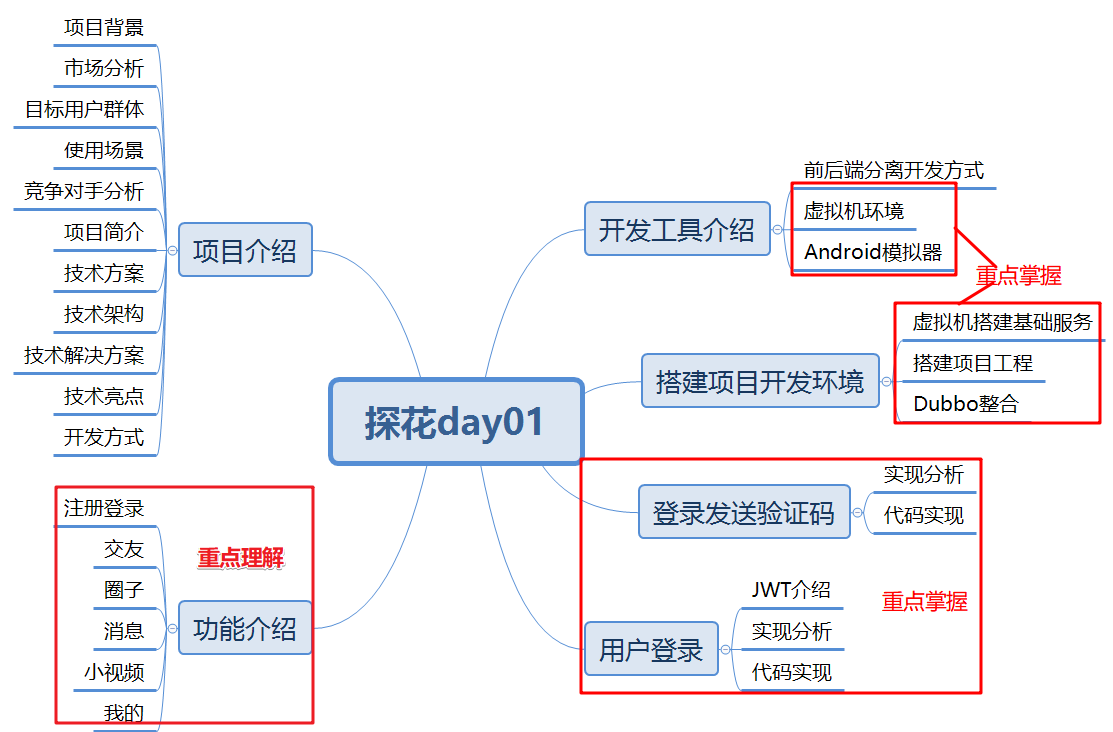 探花day01
项目介绍
项目背景
市场分析
目标用户群体
使用场景
竞争对手分析
项目简介
技术方案
技术架构
技术解决方案
技术亮点
开发方式
功能介绍
注册登录
交友
圈子
消息
小视频
我的
重点理解
开发工具介绍
前后端分离开发方式
虚拟机环境
Android模拟器
重点掌握
搭建项目开发环境
虚拟机搭建基础服务
搭建项目工程
Dubbo整合
登录发送验证码
实现分析
代码实现
用户登录
JWT介绍
实现分析
代码实现
重点掌握